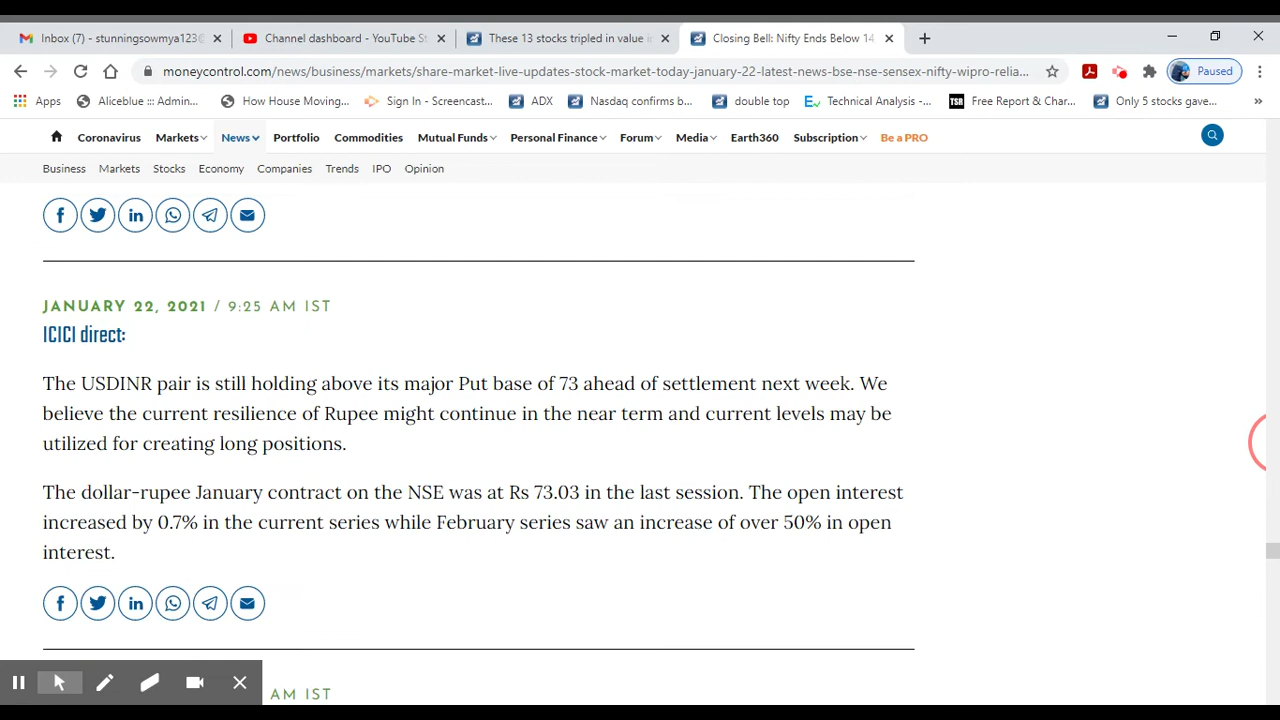 Inbox (7) - stunningsowmya123@
Channel dashboard - YouTube St
These 13 stocks tripled in value i
Closing Bell: Nifty Ends Below 14
moneycontrol.com/news/business/markets/share-market-live-updates-stock-market-today-january-22-latest-news-bse-nse-sensex-nifty-wipro-relia...
Paused
Apps
Aliceblue ::: Admin...
How House Moving...
Sign In - Screencast...
ADX
Nasdaq confirms b...
double top
Technical Analysis -...
TSR
Free Report & Char...
Only 5 stocks gave...
»
Coronavirus Markets News Portfolio Commodities Mutual Funds Personal Finance Forum Media Earth360 Subscription Be a PRO
Business Markets Stocks Economy Companies Trends IPO Opinion
JANUARY 22, 2021 / 9:25 AM IST
ICICI direct:
The USDINR pair is still holding above its major Put base of 73 ahead of settlement next week. We
believe the current resilience of Rupee might continue in the near term and current levels may be
utilized for creating long positions.
The dollar-rupee January contract on the NSE was at Rs 73.03 in the last session. The open interest
increased by 0.7% in the current series while February series saw an increase of over 50% in open
interest.
AM IST